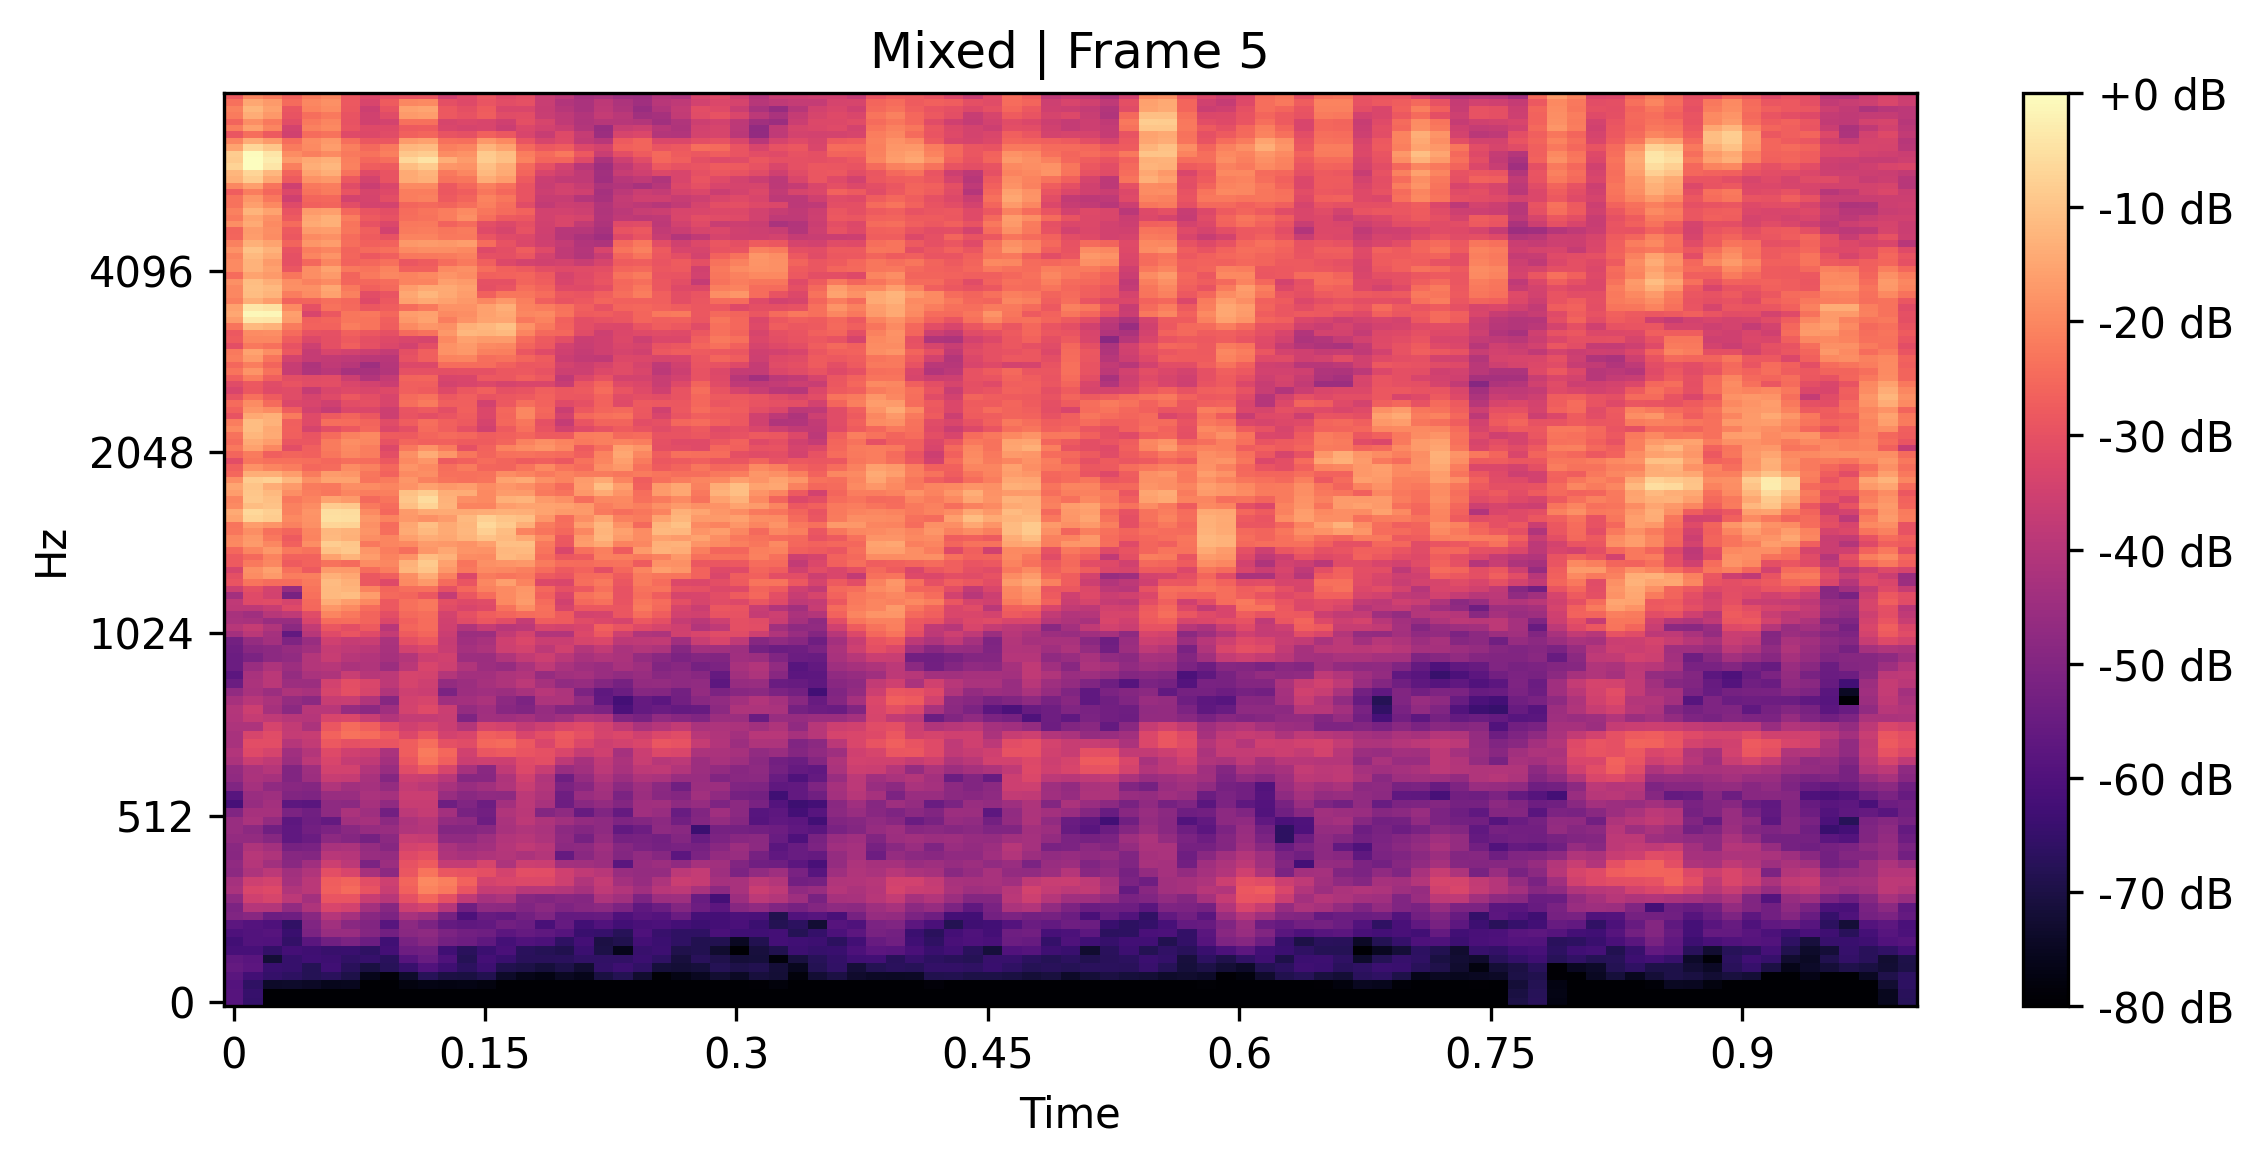 Mixed | Frame 5
+0 dB
-10 dB
-20 dB
-30 dB
-40 dB
-50 dB
-60 dB
-70 dB
-80 dB
4096
2048
1024
512
0
Hz
0 0.15 0.3 0.45 0.6 0.75 0.9
Time